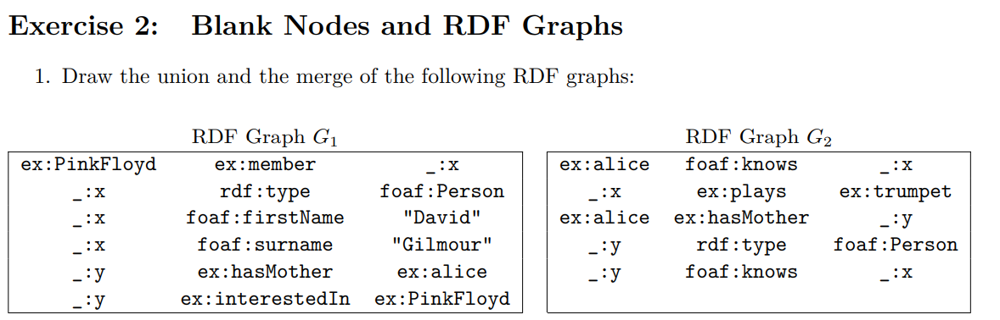 Exercise 2: Blank Nodes and RDF Graphs
1. Draw the union and the merge of the following RDF graphs:
RDF Graph G₁
ex:PinkFloyd ex:member _:x
_:x rdf:type foaf:Person
_:x foaf:firstName "David"
_:x foaf:surname "Gilmour"
_:y ex:hasMother ex:alice
_:y ex:interestedIn ex:PinkFloyd
RDF Graph G₂
ex:alice foaf:knows _:x
_:x ex:plays ex:trumpet
ex:alice ex:hasMother _:y
_:y rdf:type foaf:Person
_:y foaf:knows _:x